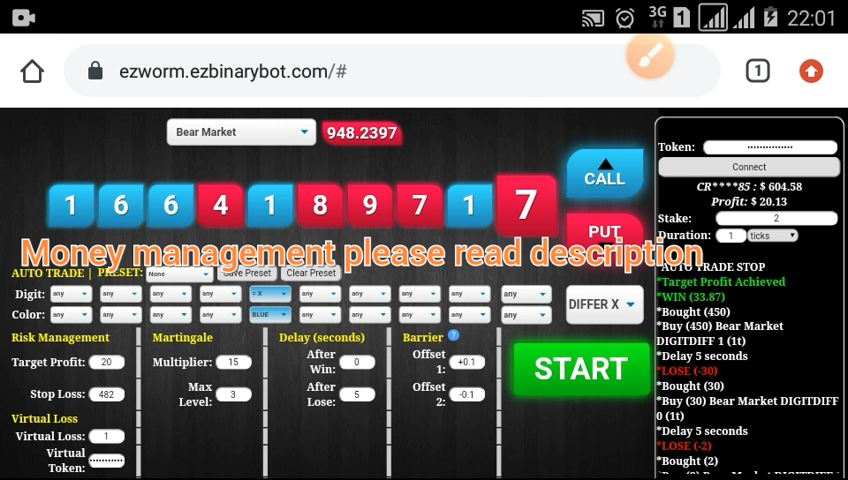 3G 1 22:01
ezworm.ezbinarybot.com/# 1
Bear Market 948.2397
1 6 6 4 1 8 9 7 1 7
CALL
PUT
Money management please read description
AUTO TRADE | PRESET: None Save Preset Clear Preset
Digit: any any any any = X any any any any any
Color: any any any any BLUE any any any any any
DIFFER X
START
Risk Management
Target Profit: 20
Stop Loss: 482
Virtual Loss
Virtual Loss: 1
Virtual Token: ••••••••••••
Martingale
Multiplier: 15
Max Level: 3
Delay (seconds)
After Win: 0
After Lose: 5
Barrier ?
Offset 1: +0.1
Offset 2: -0.1
Token: •••••••••••••••
Connect
CR****85 : $ 604.58
Profit: $ 20.13
Stake: 2
Duration: 1 ticks
AUTO TRADE STOP
*Target Profit Achieved
*WIN (33.87)
*Bought (450)
*Buy (450) Bear Market
DIGITDIFF 1 (1t)
*Delay 5 seconds
*LOSE (-30)
*Bought (30)
*Buy (30) Bear Market DIGITDIFF
0 (1t)
*Delay 5 seconds
*LOSE (-2)
*Bought (2)